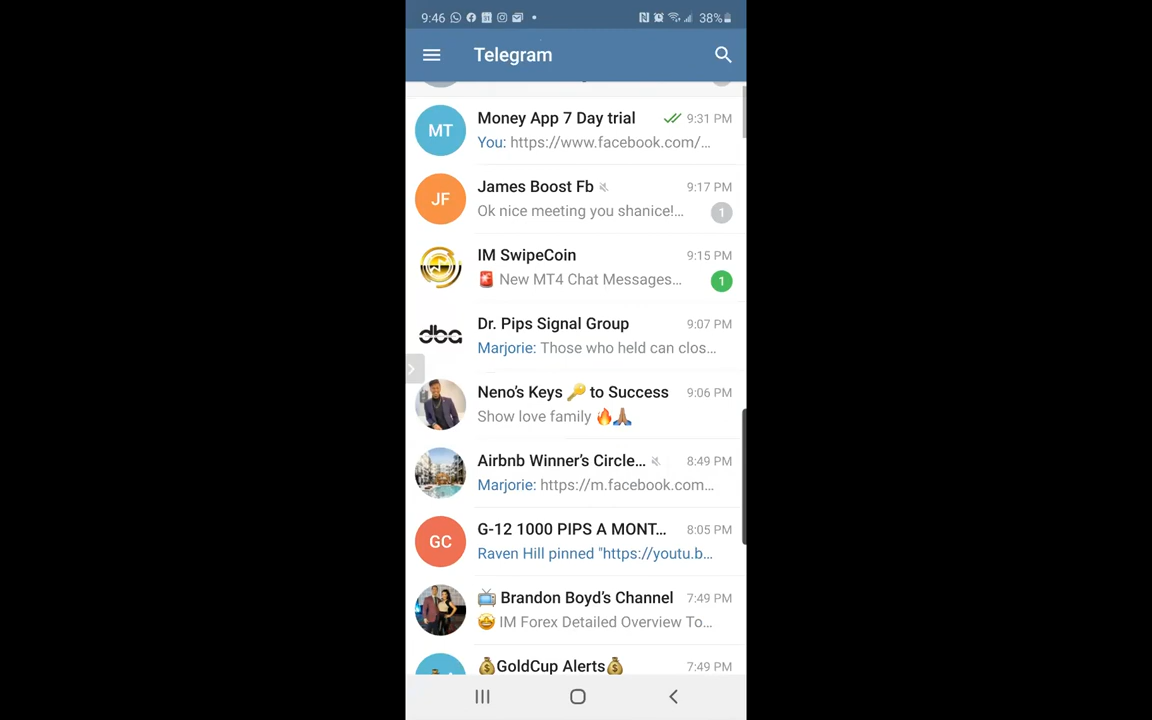 9:46 38%
Telegram
MT Money App 7 Day trial 9:31 PM
You: https://www.facebook.com/...
JF James Boost Fb 9:17 PM
Ok nice meeting you shanice!... 1
IM SwipeCoin 9:15 PM
🚨 New MT4 Chat Messages... 1
dba Dr. Pips Signal Group 9:07 PM
Marjorie: Those who held can clos...
Neno’s Keys 🔑 to Success 9:06 PM
Show love family 🔥🙏🏽
Airbnb Winner’s Circle... 8:49 PM
Marjorie: https://m.facebook.com...
GC G-12 1000 PIPS A MONT... 8:05 PM
Raven Hill pinned "https://youtu.b...
📺 Brandon Boyd’s Channel 7:49 PM
🤩 IM Forex Detailed Overview To...
💰GoldCup Alerts💰 7:49 PM